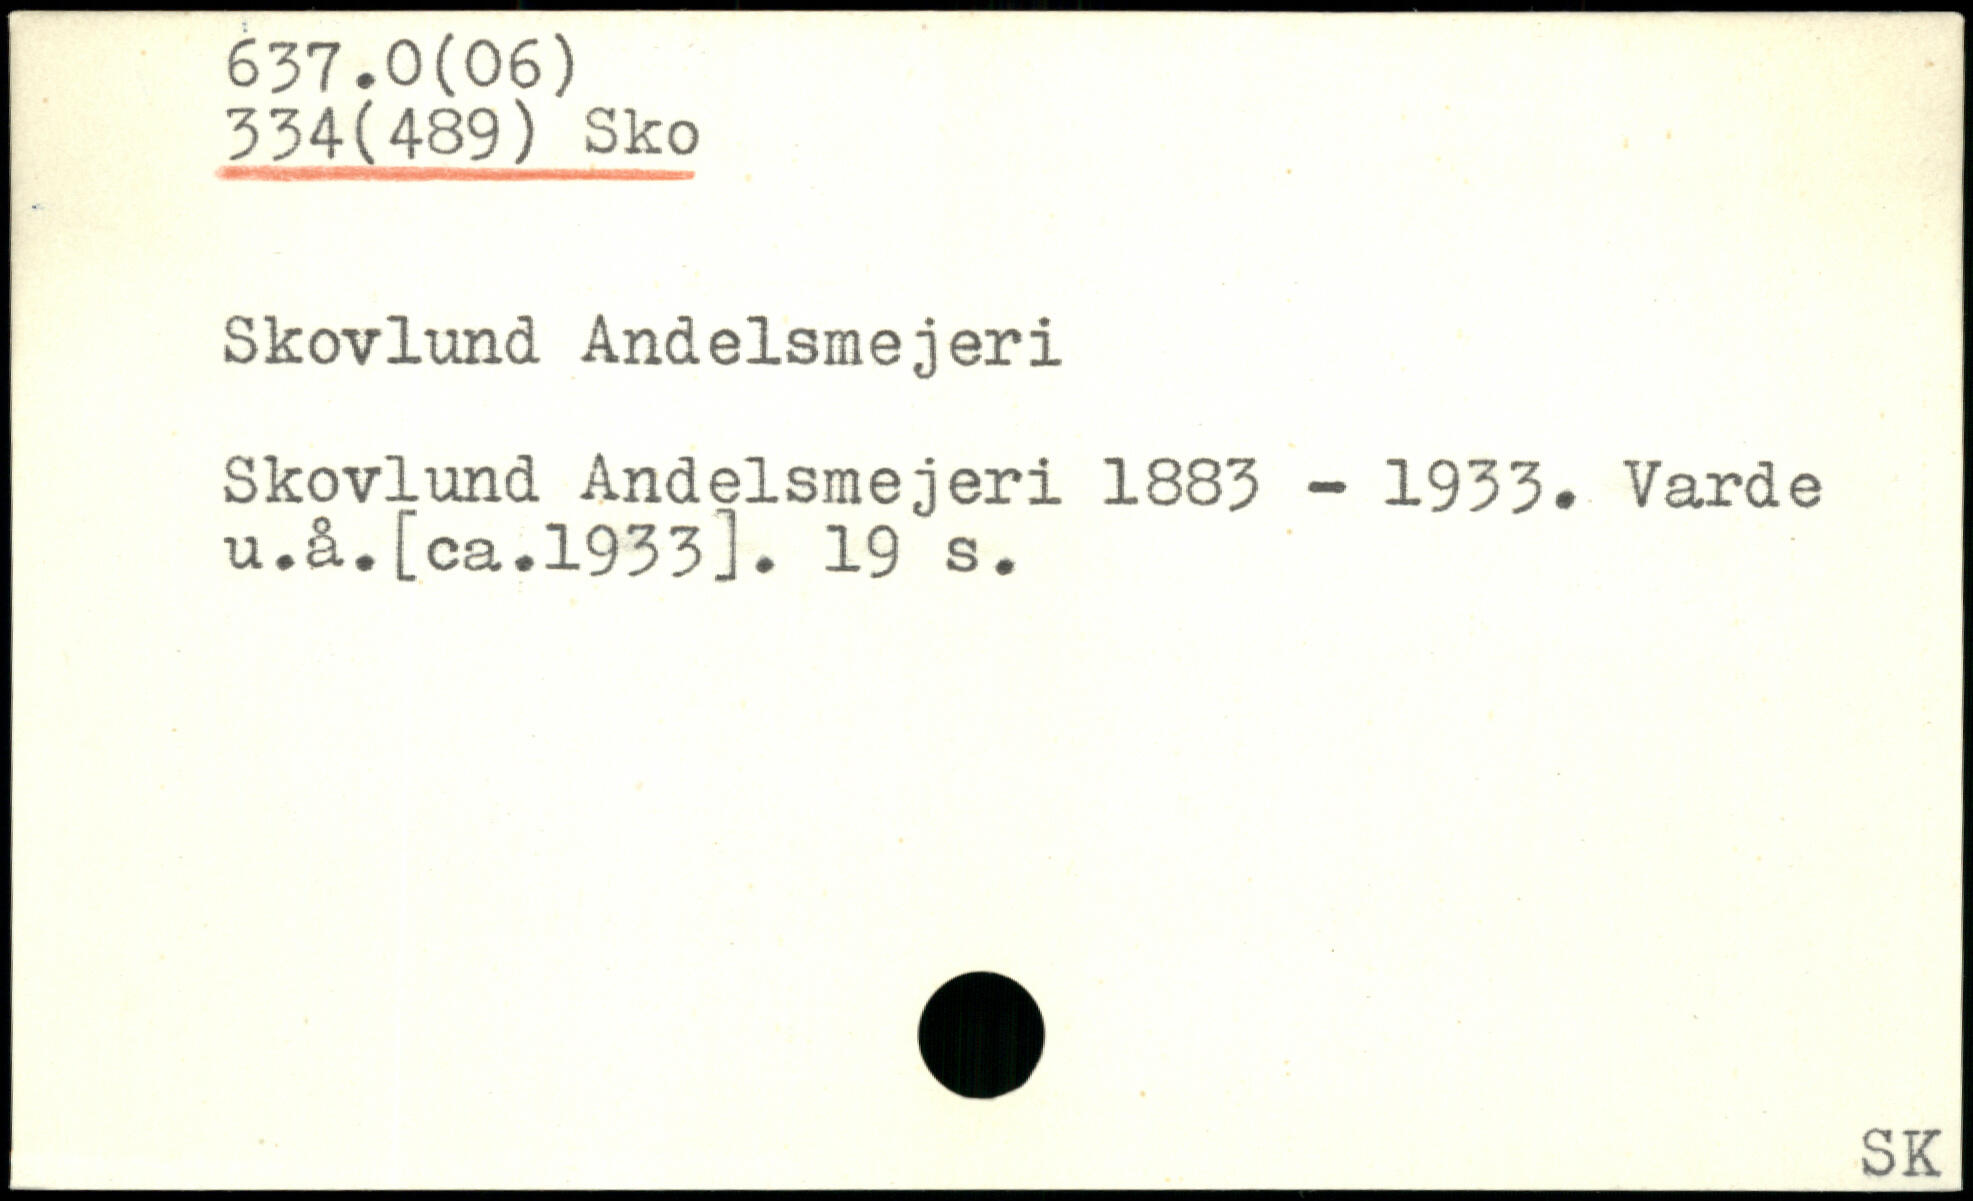 637.0(06)
334(489) Sko
Skovlund Andelsmejeri
Skovlund Andelsmejeri 1883 - 1933. Varde
u.å.[ca.1933]. 19 s.
SK